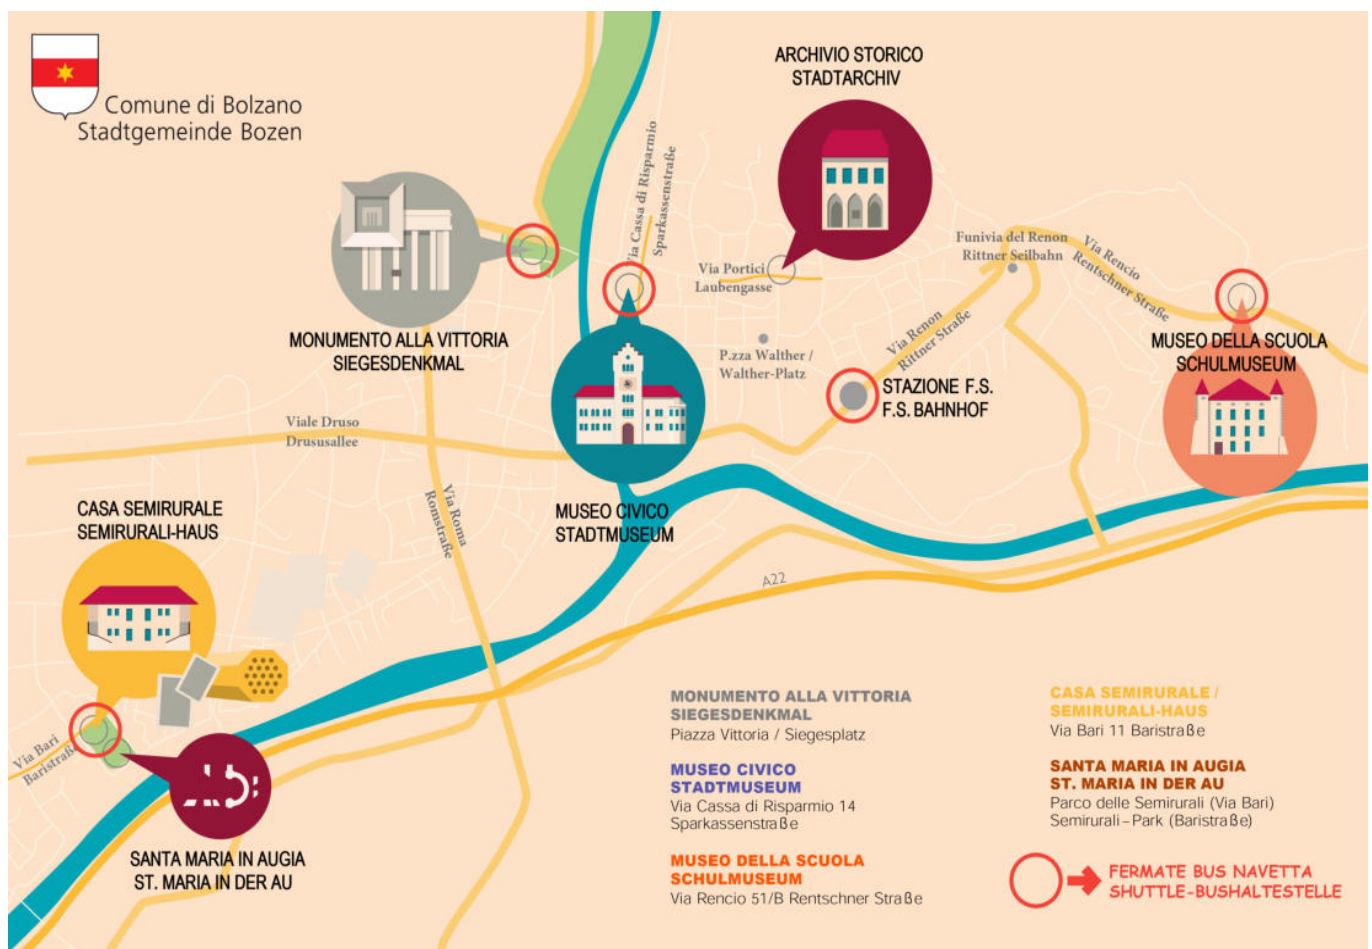 Comune di Bolzano
Stadtgemeinde Bozen
ARCHIVIO STORICO
STADTARCHIV
Via Cassa di Risparmio
Sparkassenstraße
Via Portici
Laubengasse
Funivia del Renon
Rittner Seilbahn
Via Rencio
Rentschner Straße
MONUMENTO ALLA VITTORIA
SIEGESDENKMAL
P.zza Walther /
Walther-Platz
Via Renon
Rittner Straße
MUSEO DELLA SCUOLA
SCHULMUSEUM
STAZIONE F.S.
F.S. BAHNHOF
Viale Druso
Drususallee
Via Roma
Romstraße
CASA SEMIRURALE
SEMIRURALI-HAUS
MUSEO CIVICO
STADTMUSEUM
A22
Via Bari
Baristraße
SANTA MARIA IN AUGIA
ST. MARIA IN DER AU
MONUMENTO ALLA VITTORIA
SIEGESDENKMAL
Piazza Vittoria / Siegesplatz
MUSEO CIVICO
STADTMUSEUM
Via Cassa di Risparmio 14
Sparkassenstraße
MUSEO DELLA SCUOLA
SCHULMUSEUM
Via Rencio 51/B Rentschner Straße
CASA SEMIRURALE /
SEMIRURALI-HAUS
Via Bari 11 Baristraße
SANTA MARIA IN AUGIA
ST. MARIA IN DER AU
Parco delle Semirurali (Via Bari)
Semirurali-Park (Baristraße)
FERMATE BUS NAVETTA
SHUTTLE-BUSHALTESTELLE